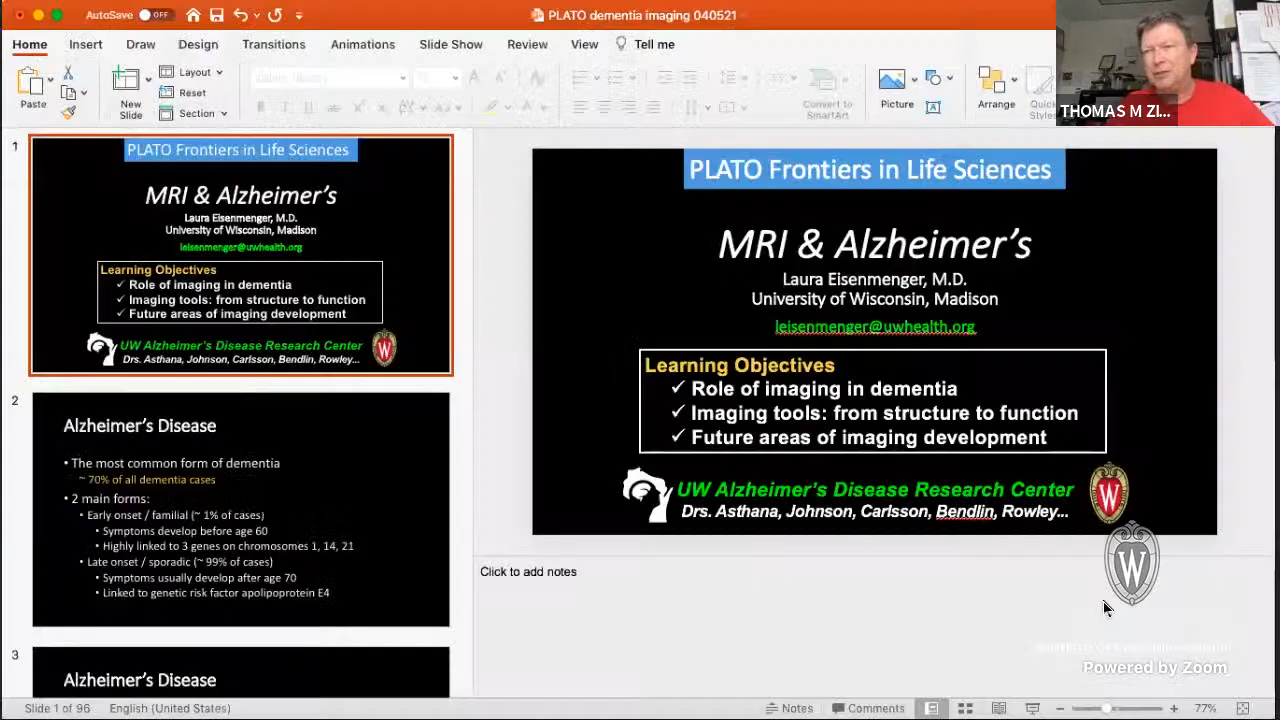 AutoSave OFF
PLATO dementia imaging 040521
Home Insert Draw Design Transitions Animations Slide Show Review View Tell me
Paste
New
Slide
Layout
Reset
Section
Convert to
SmartArt
Picture
Arrange
Quick
Styles
THOMAS M ZI...
1
PLATO Frontiers in Life Sciences
MRI & Alzheimer's
Laura Eisenmenger, M.D.
University of Wisconsin, Madison
leisenmenger@uwhealth.org
Learning Objectives
✓ Role of imaging in dementia
✓ Imaging tools: from structure to function
✓ Future areas of imaging development
UW Alzheimer's Disease Research Center
Drs. Asthana, Johnson, Carlsson, Bendlin, Rowley...
W
2
Alzheimer's Disease
• The most common form of dementia
~ 70% of all dementia cases
• 2 main forms:
• Early onset / familial (~ 1% of cases)
• Symptoms develop before age 60
• Highly linked to 3 genes on chromosomes 1, 14, 21
• Late onset / sporadic (~ 99% of cases)
• Symptoms usually develop after age 70
• Linked to genetic risk factor apolipoprotein E4
3
Alzheimer's Disease
PLATO Frontiers in Life Sciences
MRI & Alzheimer's
Laura Eisenmenger, M.D.
University of Wisconsin, Madison
leisenmenger@uwhealth.org
Learning Objectives
✓ Role of imaging in dementia
✓ Imaging tools: from structure to function
✓ Future areas of imaging development
UW Alzheimer's Disease Research Center
Drs. Asthana, Johnson, Carlsson, Bendlin, Rowley...
W
W
Click to add notes
Powered by Zoom
Slide 1 of 96 English (United States)
Notes Comments 77%